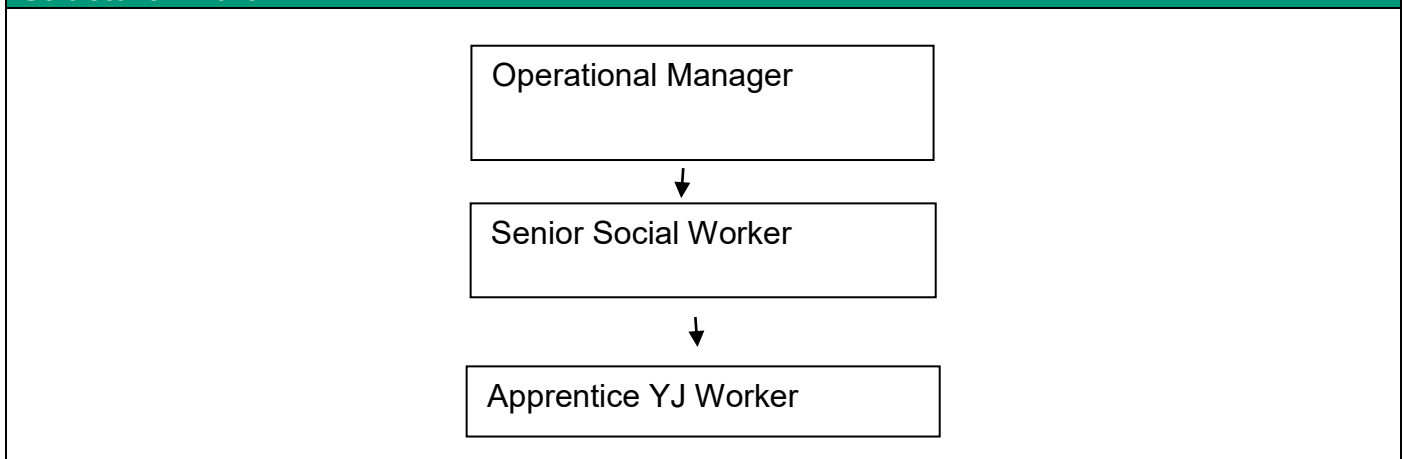 Operational Manager
Senior Social Worker
Apprentice YJ Worker